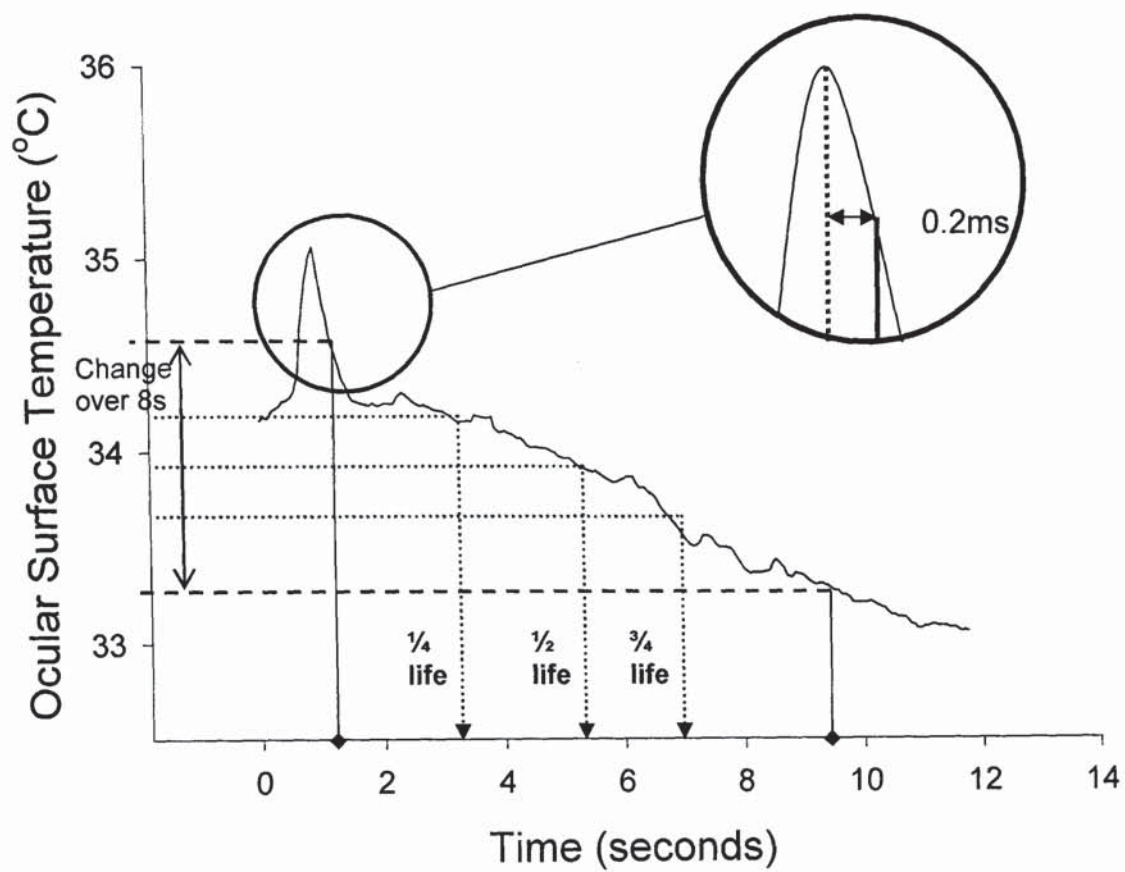 36
35
34
33
Ocular Surface Temperature (°C)
0.2ms
Change
over 8s
¼
life
½
life
¾
life
0 2 4 6 8 10 12 14
Time (seconds)